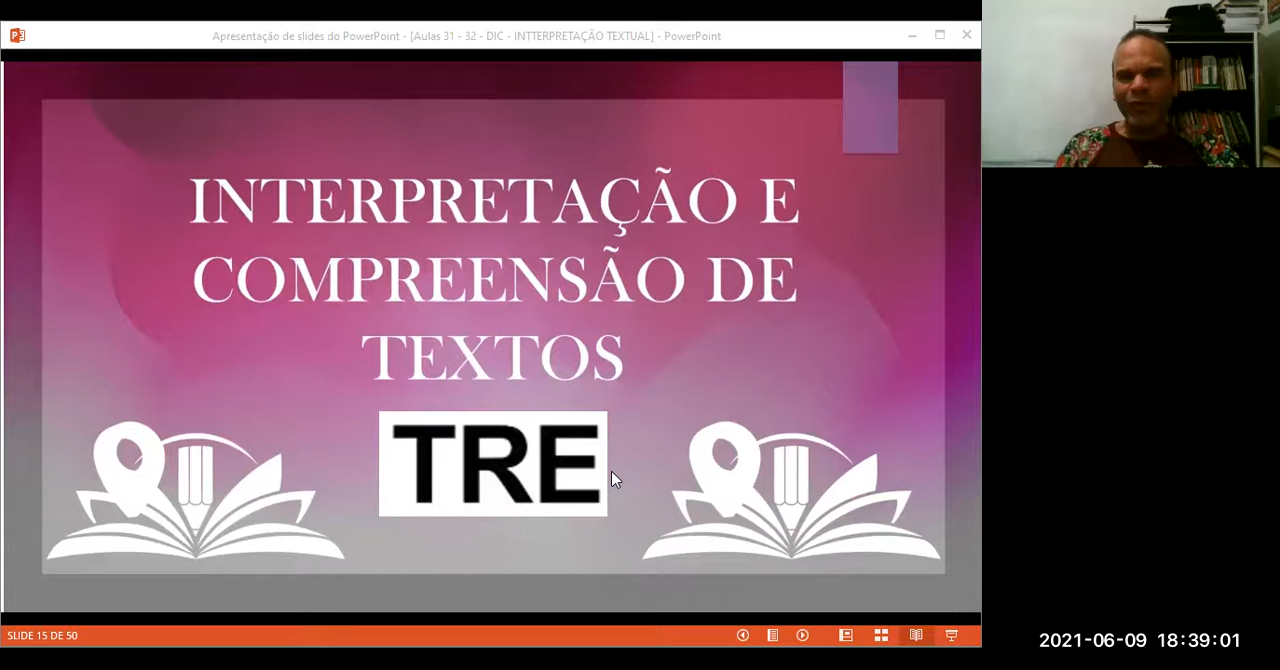 Apresentação de slides do PowerPoint - [Aulas 31 - 32 - DIC - INTTERPRETAÇÃO TEXTUAL] - PowerPoint
INTERPRETAÇÃO E
COMPREENSÃO DE
TEXTOS
TRE
SLIDE 15 DE 50
2021-06-09 18:39:01